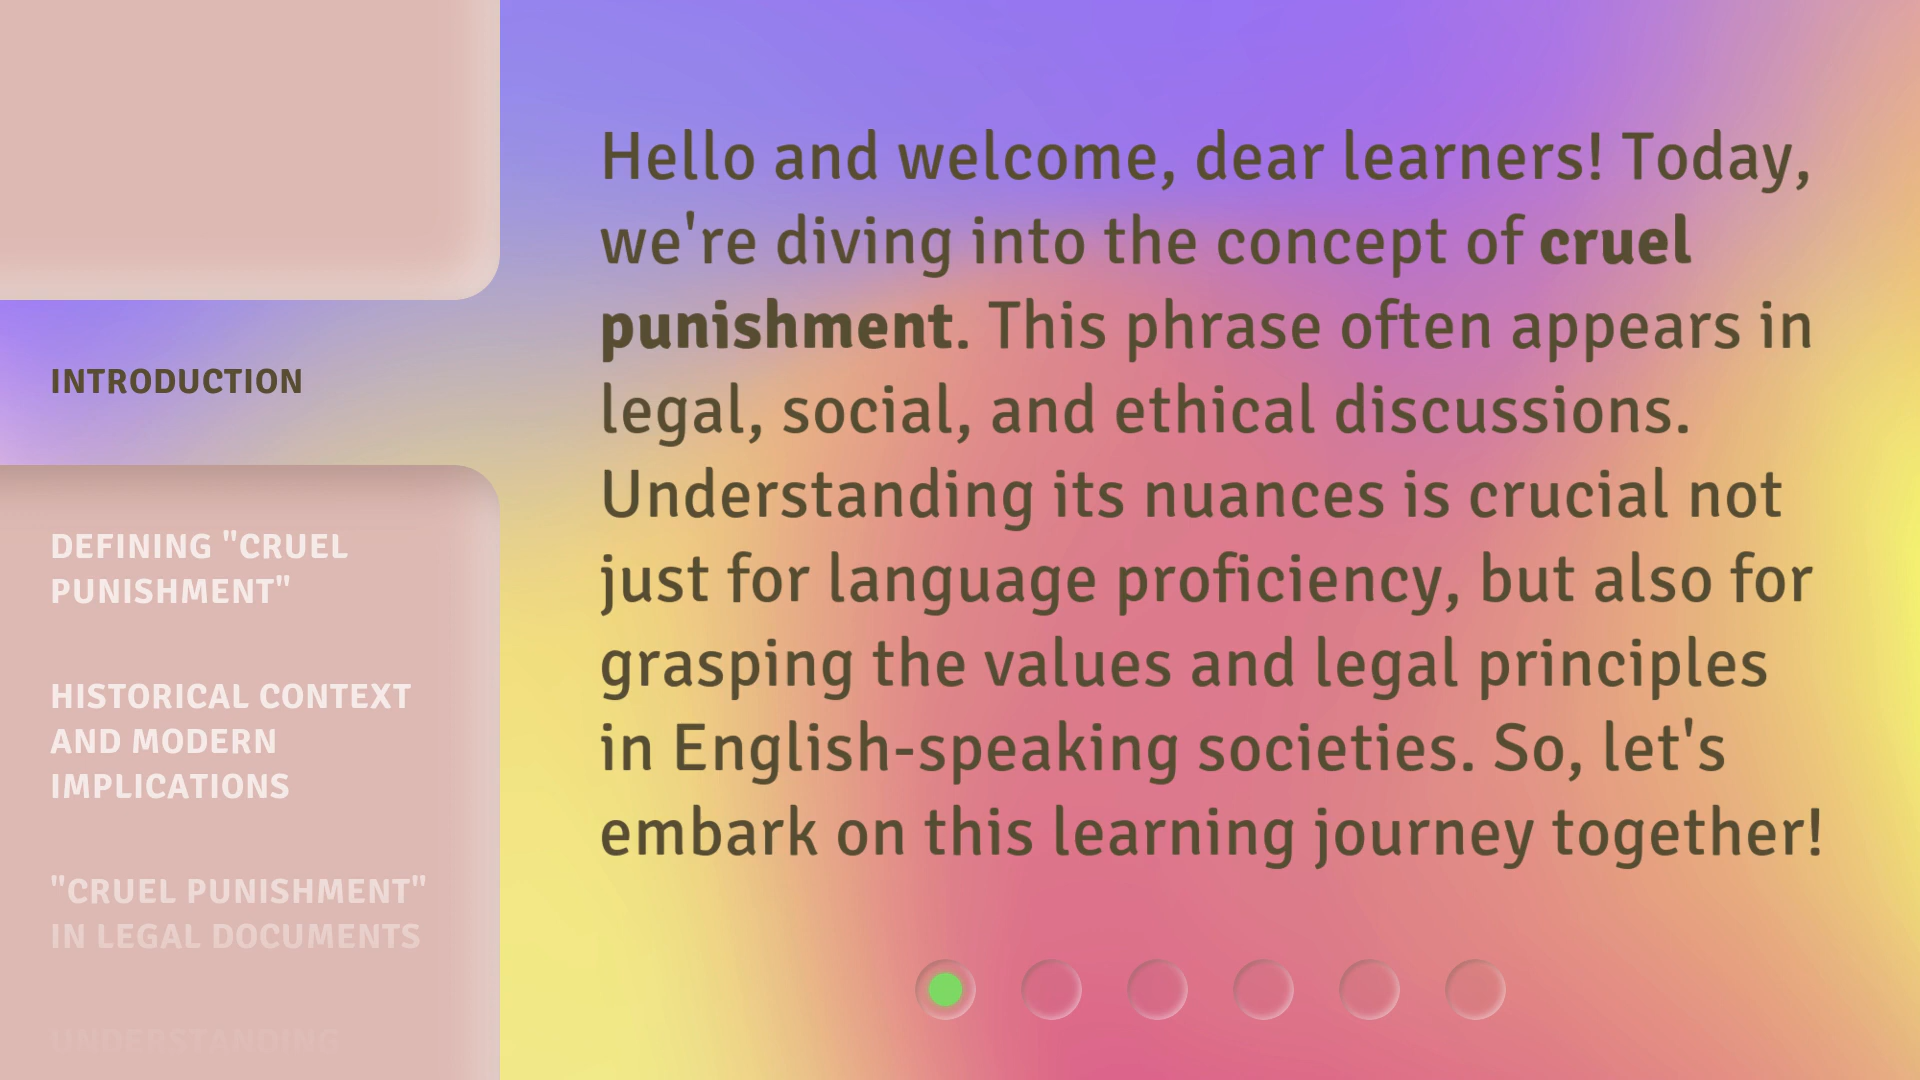 INTRODUCTION
DEFINING "CRUEL
PUNISHMENT"
HISTORICAL CONTEXT
AND MODERN
IMPLICATIONS
"CRUEL PUNISHMENT"
IN LEGAL DOCUMENTS
UNDERSTANDING
Hello and welcome, dear learners! Today,
we're diving into the concept of cruel
punishment. This phrase often appears in
legal, social, and ethical discussions.
Understanding its nuances is crucial not
just for language proficiency, but also for
grasping the values and legal principles
in English-speaking societies. So, let's
embark on this learning journey together!